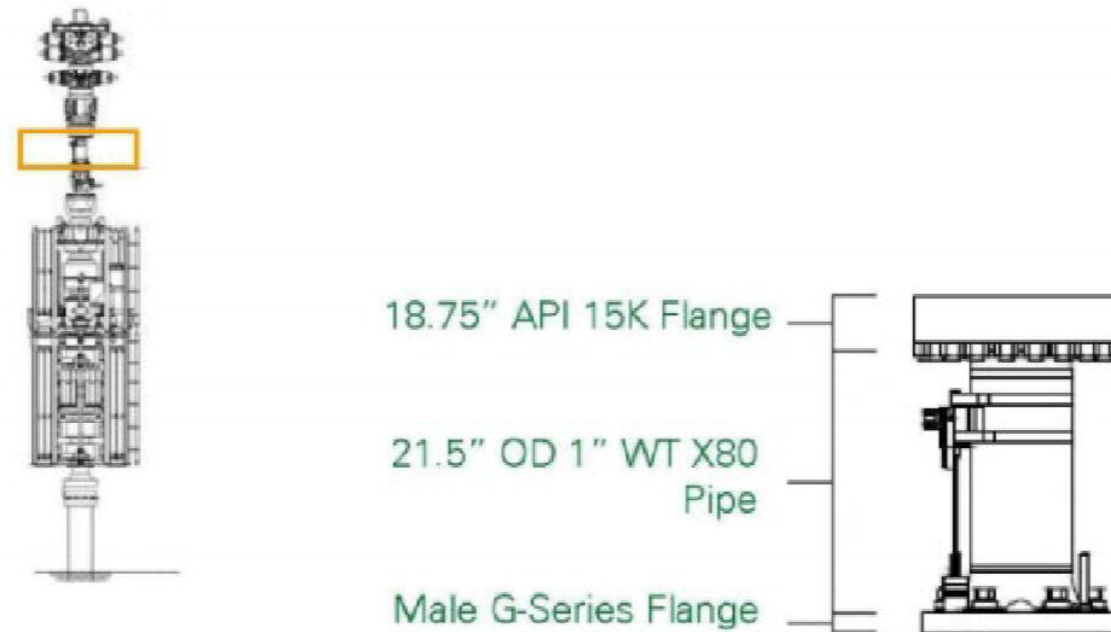 18.75” API 15K Flange
21.5” OD 1” WT X80
Pipe
Male G-Series Flange